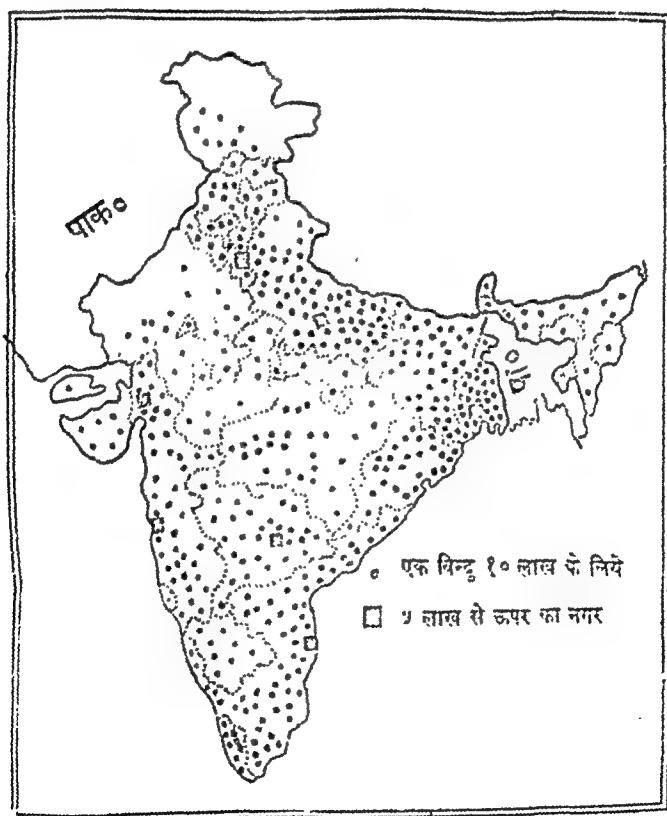 पाक०
एक विन्दु १० लाख के लिये
५ लाख से ऊपर का नगर